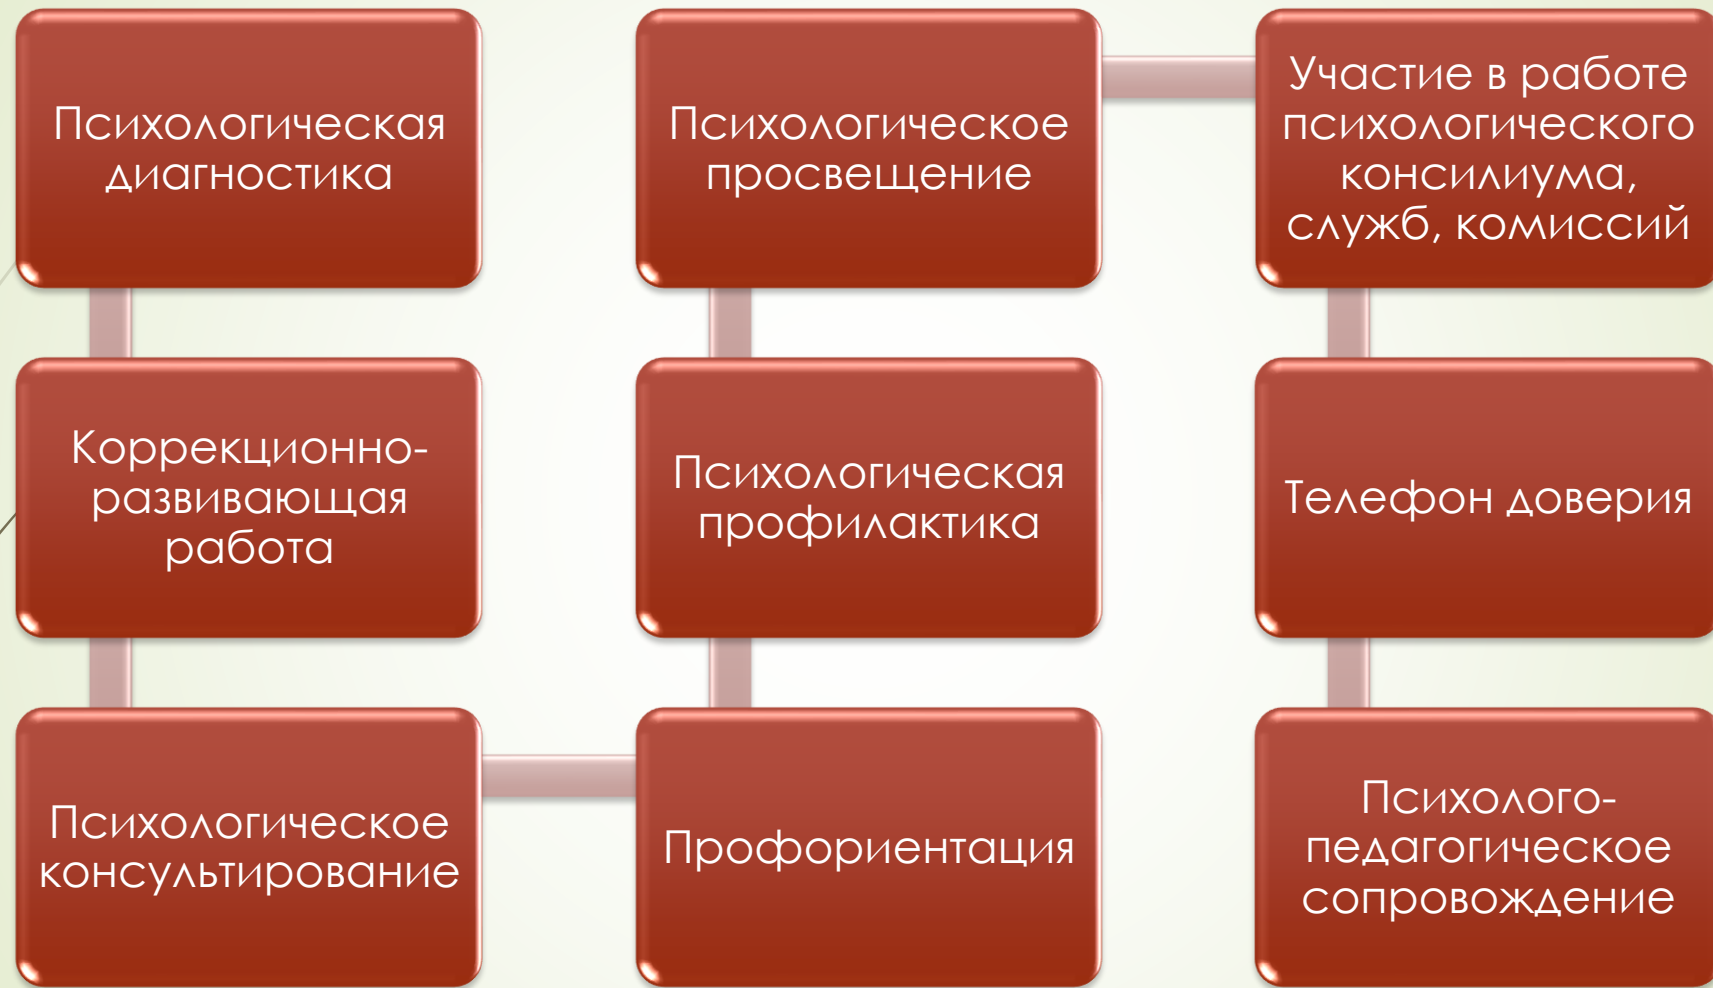 Психологическая
диагностика
Коррекционно-
развивающая
работа
Психологическое
консультирование
Профориентация
Психологическая
профилактика
Психологическое
просвещение
Участие в работе
психологического
консилиума,
служб, комиссий
Телефон доверия
Психолого-
педагогическое
сопровождение